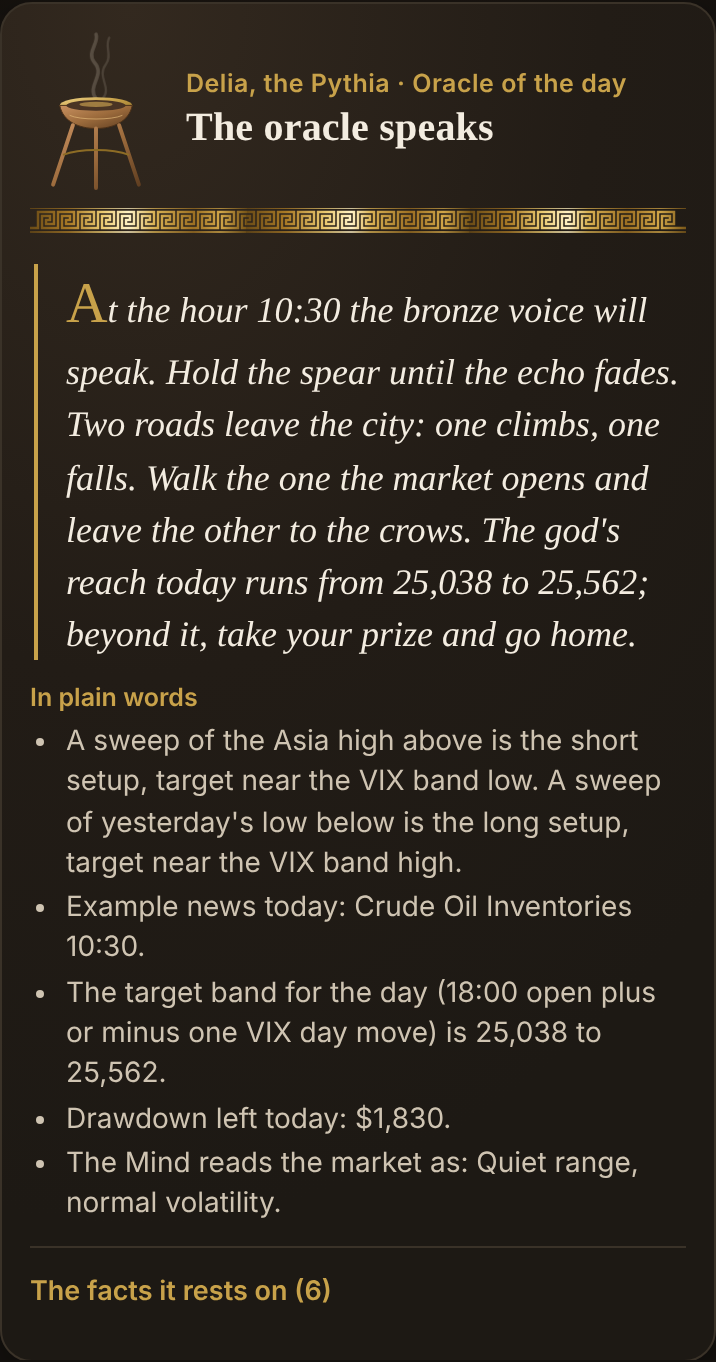 Delia, the Pythia · Oracle of the day
The oracle speaks
At the hour 10:30 the bronze voice will
speak. Hold the spear until the echo fades.
Two roads leave the city: one climbs, one
falls. Walk the one the market opens and
leave the other to the crows. The god's
reach today runs from 25,038 to 25,562;
beyond it, take your prize and go home.
In plain words
• A sweep of the Asia high above is the short
setup, target near the VIX band low. A sweep
of yesterday's low below is the long setup,
target near the VIX band high.
• Example news today: Crude Oil Inventories
10:30.
• The target band for the day (18:00 open plus
or minus one VIX day move) is 25,038 to
25,562.
• Drawdown left today: $1,830.
• The Mind reads the market as: Quiet range,
normal volatility.
The facts it rests on (6)